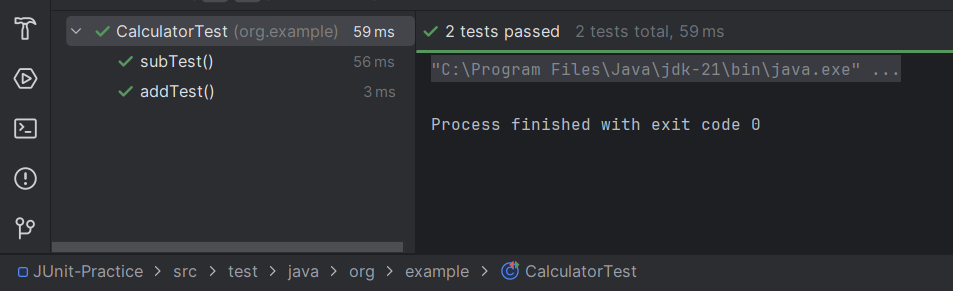 CalculatorTest (org.example) 59 ms
subTest() 56 ms
addTest() 3 ms
2 tests passed 2 tests total, 59 ms
"C:\Program Files\Java\jdk-21\bin\java.exe" ...
Process finished with exit code 0
JUnit-Practice > src > test > java > org > example > CalculatorTest